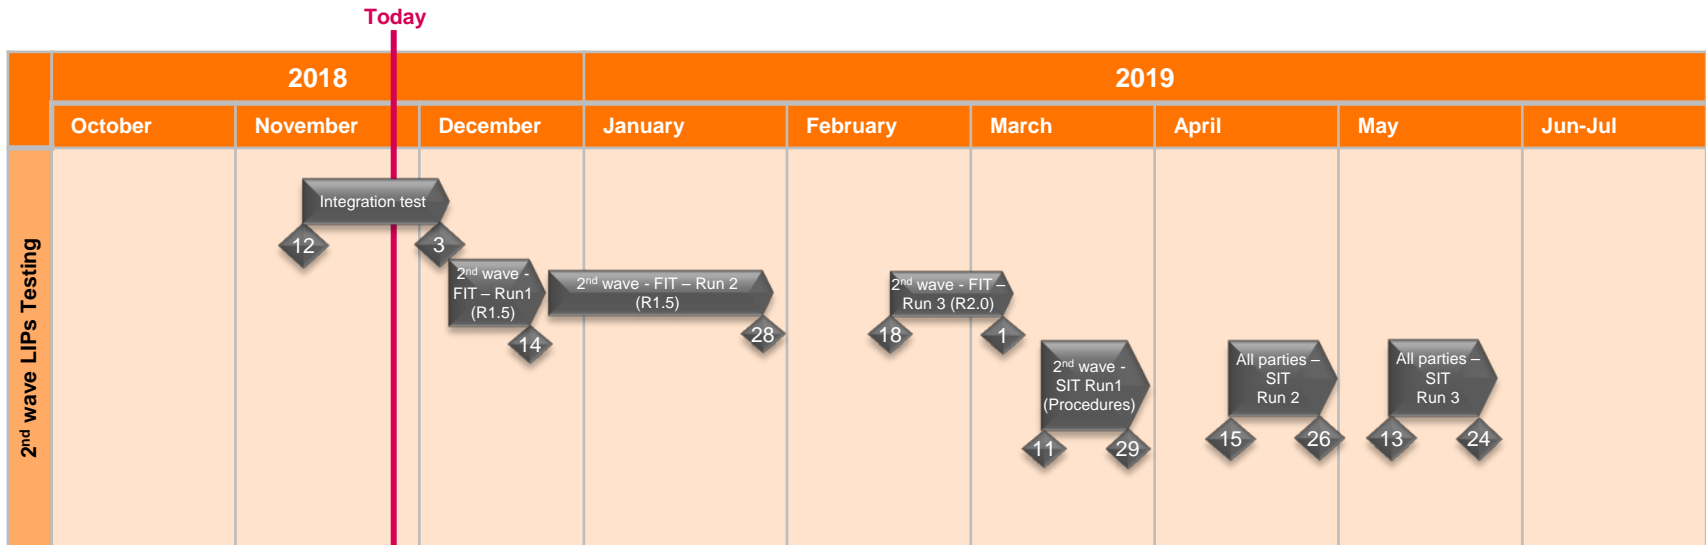 Today
2018
2019
October
November
December
January
February
March
April
May
Jun-Jul
2nd wave LIPs Testing
Integration test
12
3
2nd wave -
FIT – Run1
(R1.5)
14
2nd wave - FIT – Run 2
(R1.5)
28
2nd wave - FIT –
Run 3 (R2.0)
18
1
2nd wave -
SIT Run1
(Procedures)
11
29
All parties –
SIT
Run 2
15
26
All parties –
SIT
Run 3
13
24